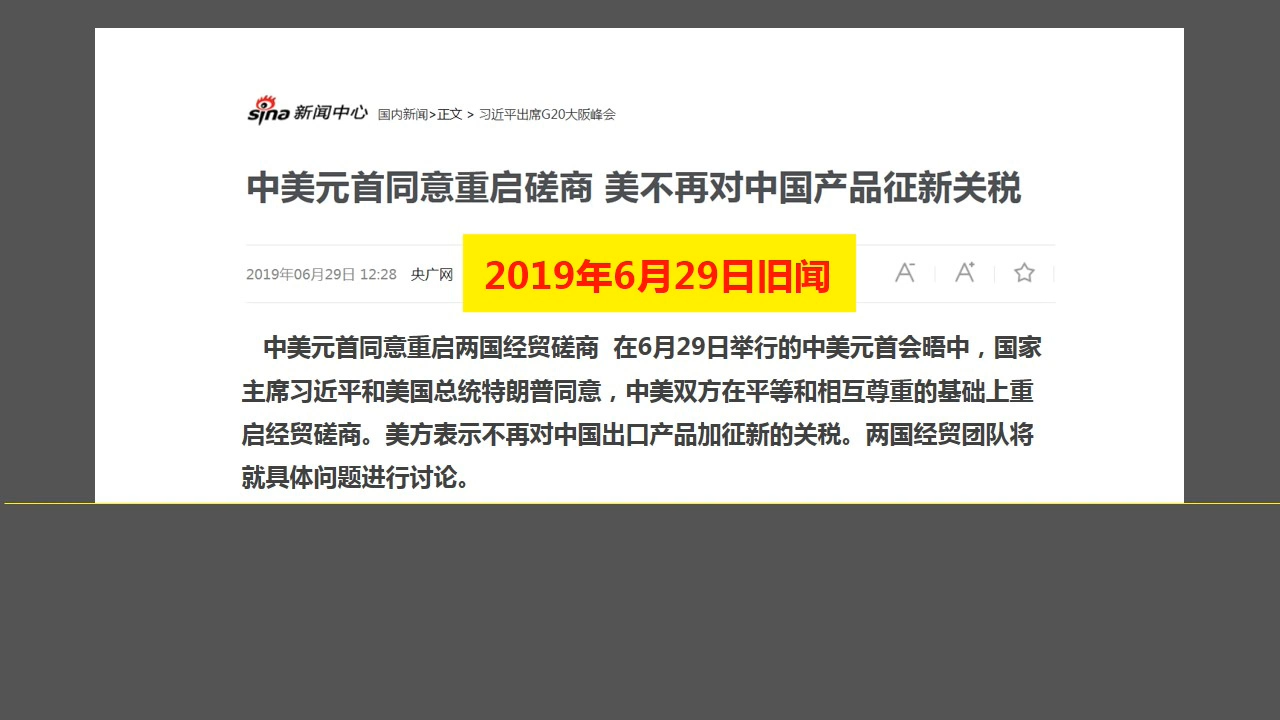 sina 新闻中心 国内新闻>正文 > 习近平出席G20大阪峰会
中美元首同意重启磋商 美不再对中国产品征新关税
2019年06月29日 12:28 央广网
2019年6月29日旧闻
A- A+
中美元首同意重启两国经贸磋商 在6月29日举行的中美元首会晤中，国家
主席习近平和美国总统特朗普同意，中美双方在平等和相互尊重的基础上重
启经贸磋商。美方表示不再对中国出口产品加征新的关税。两国经贸团队将
就具体问题进行讨论。